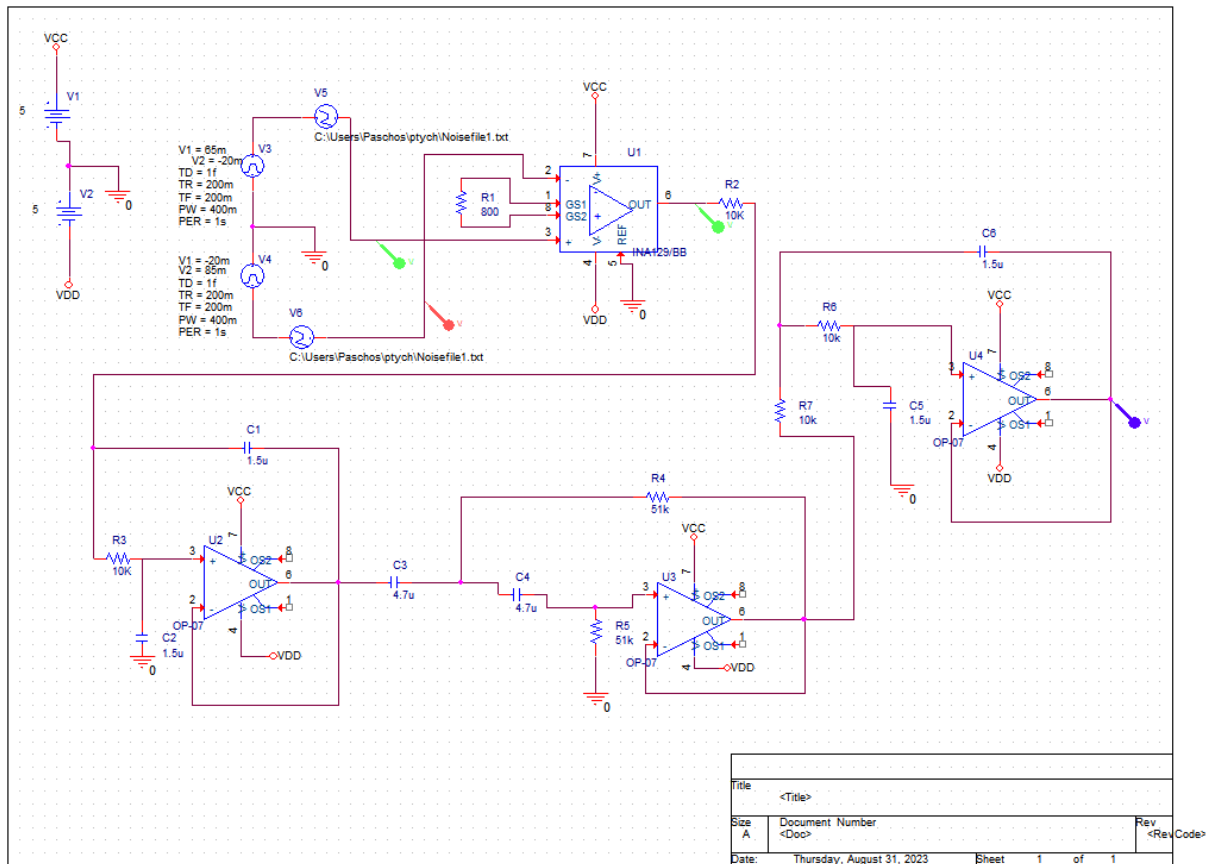 VCC
V1
5
V2
5
0
VDD
V5
C:\Users\Paschos\ptych\Noisefile1.txt
V3
V1 = 65m
V2 = -20m
TD = 1f
TR = 200m
TF = 200m
PW = 400m
PER = 1s
0
V4
V1 = -20m
V2 = 85m
TD = 1f
TR = 200m
TF = 200m
PW = 400m
PER = 1s
V6
C:\Users\Paschos\ptych\Noisefile1.txt
V
V
VCC
7
U1
2
-
V+
1
GS1
8
GS2
-
+
OUT
6
3
+
V-
REF
INA129/BB
4
5
VDD
0
R1
800
V
R2
10K
C6
1.5u
R6
10k
R7
10k
C5
1.5u
0
VCC
7
U4
3
+
V+
OS2
8
OUT
6
2
-
V-
OS1
1
OP-07
4
VDD
V
C1
1.5u
VCC
7
R3
10K
U2
3
+
V+
OS2
8
OUT
6
2
-
V-
OS1
1
OP-07
4
VDD
C2
1.5u
0
C3
4.7u
C4
4.7u
R4
51k
R5
51k
0
VCC
7
U3
3
+
V+
OS2
8
OUT
6
2
-
V-
OS1
1
OP-07
4
VDD
Title
<Title>
Size
A
Document Number
<Doc>
Rev
<RevCode>
Date:
Thursday, August 31, 2023
Sheet 1 of 1